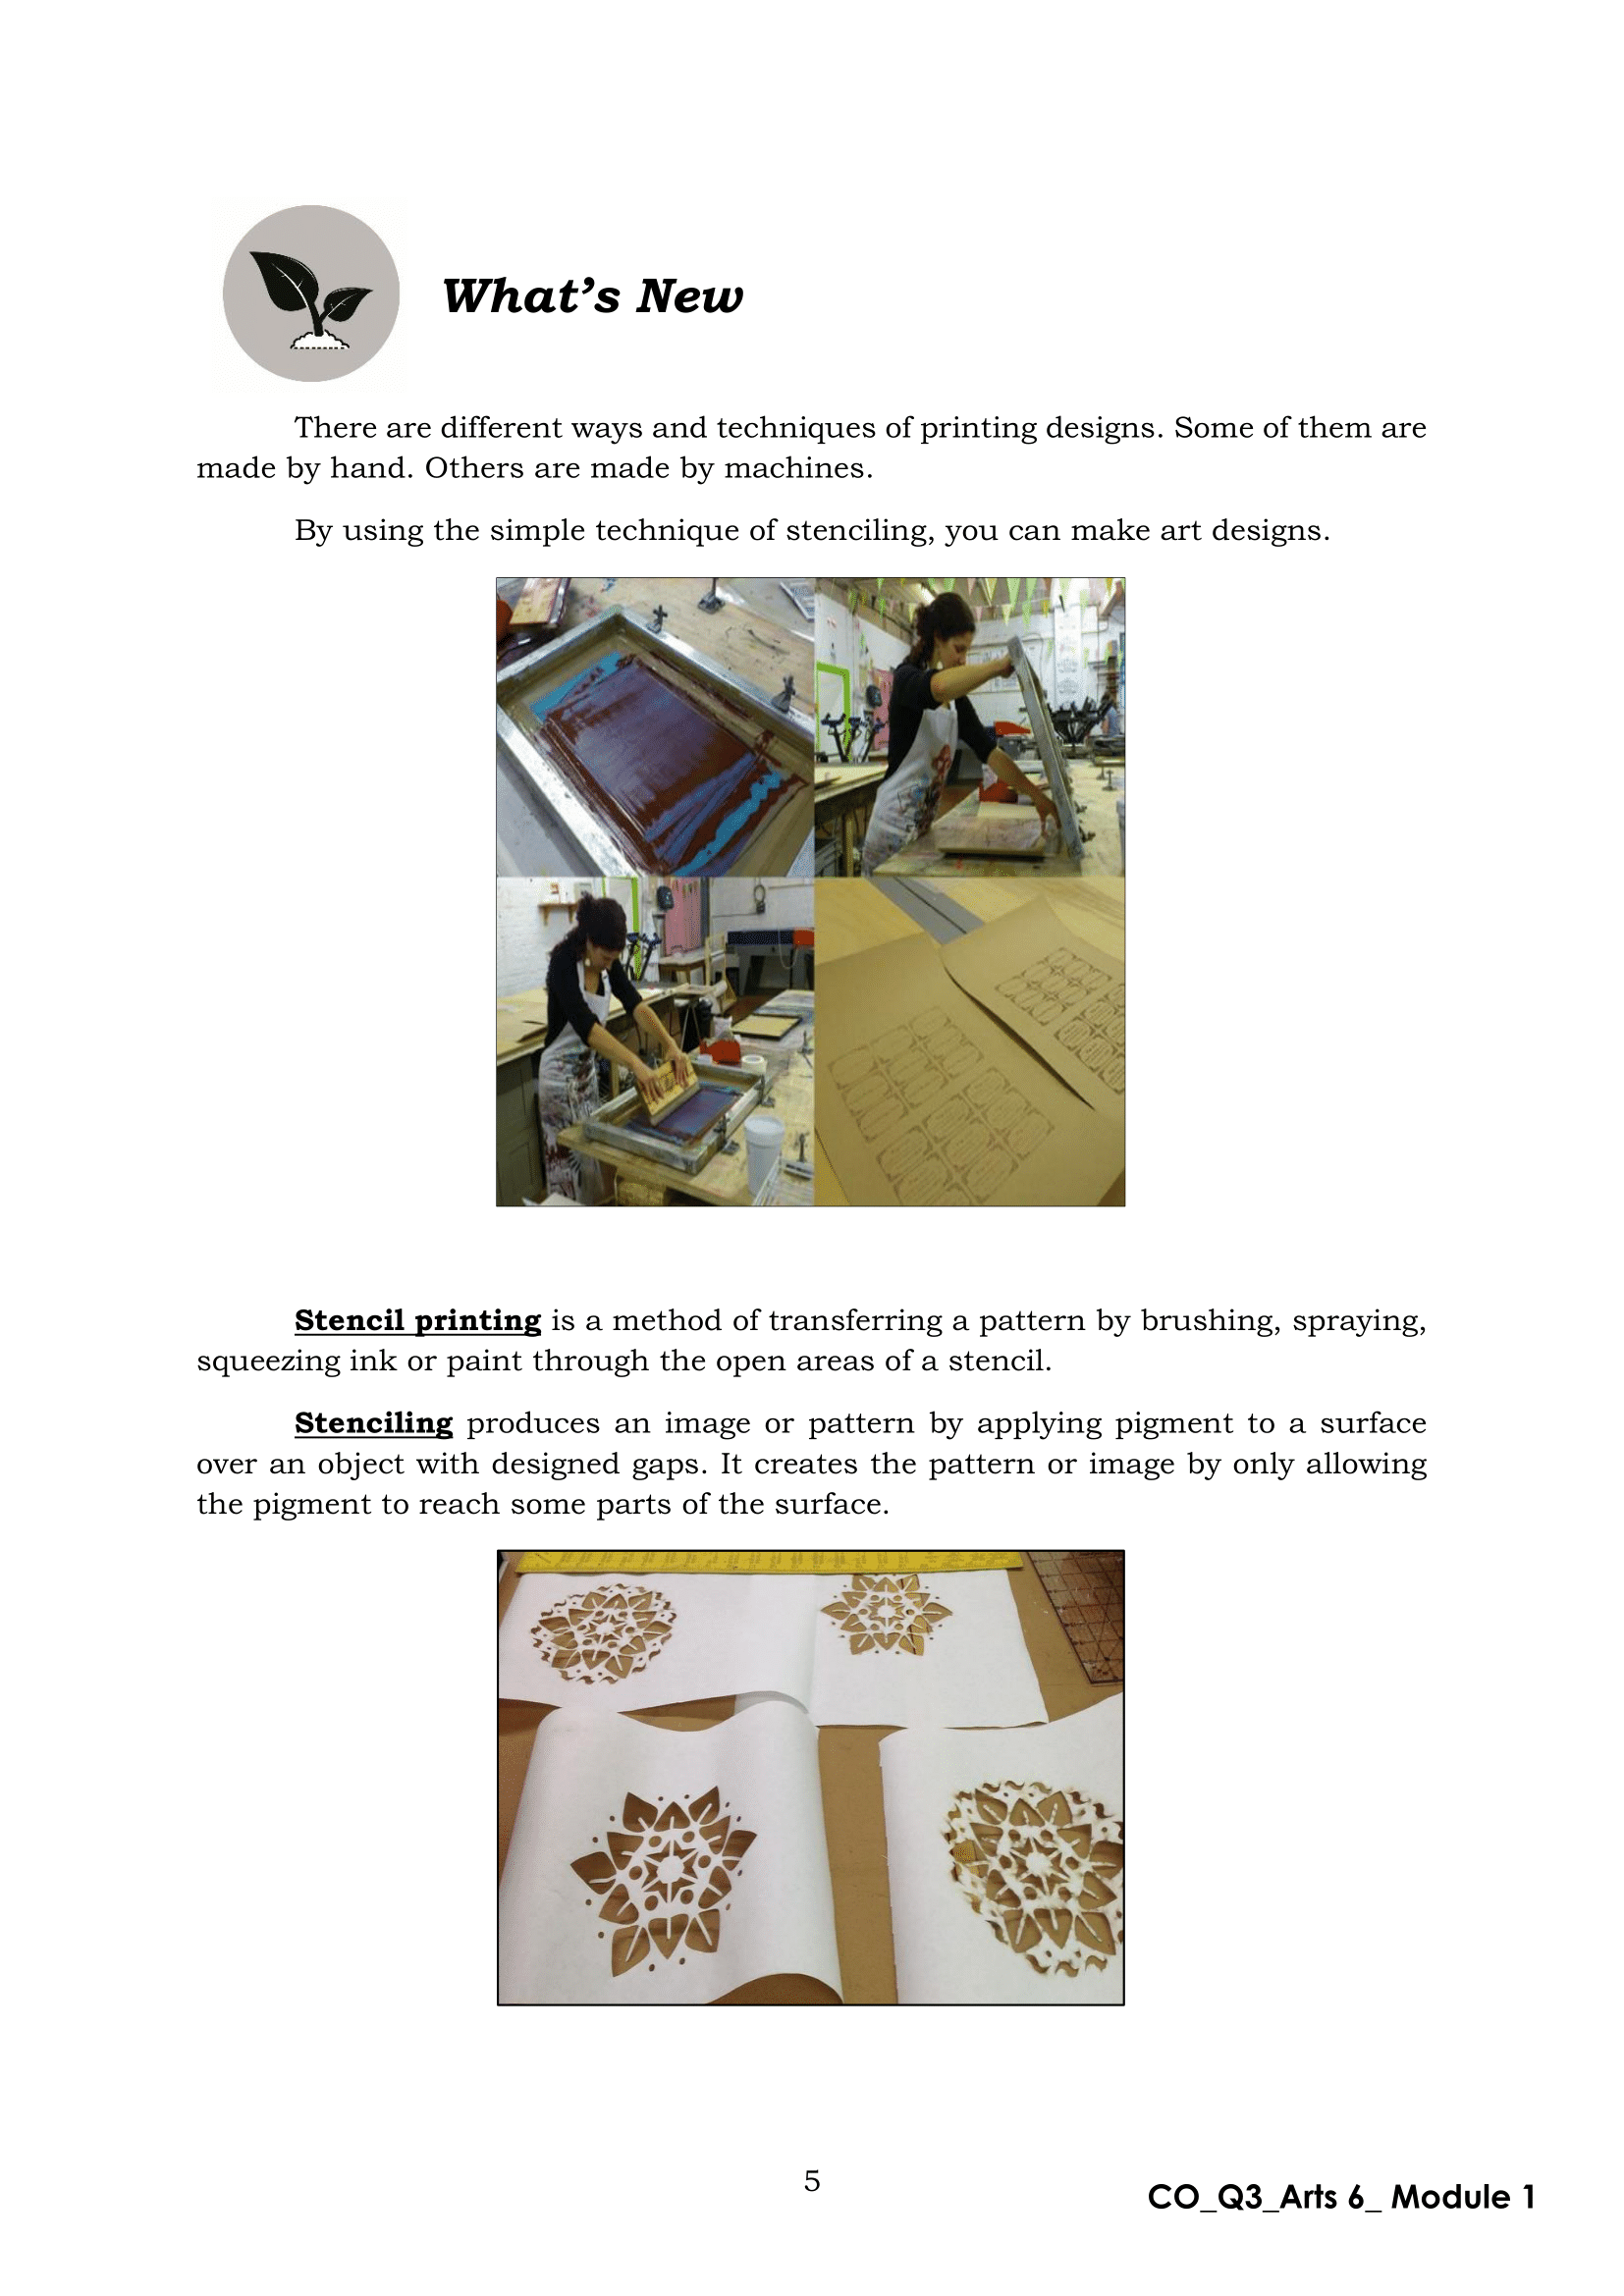 What's New
There are different ways and techniques of printing designs. Some of them are
made by hand. Others are made by machines.
By using the simple technique of stenciling, you can make art designs.
Stencil printing is a method of transferring a pattern by brushing, spraying,
squeezing ink or paint through the open areas of a stencil.
Stenciling produces an image or pattern by applying pigment to a surface
over an object with designed gaps. It creates the pattern or image by only allowing
the pigment to reach some parts of the surface.
5
CO_Q3_Arts 6_ Module 1